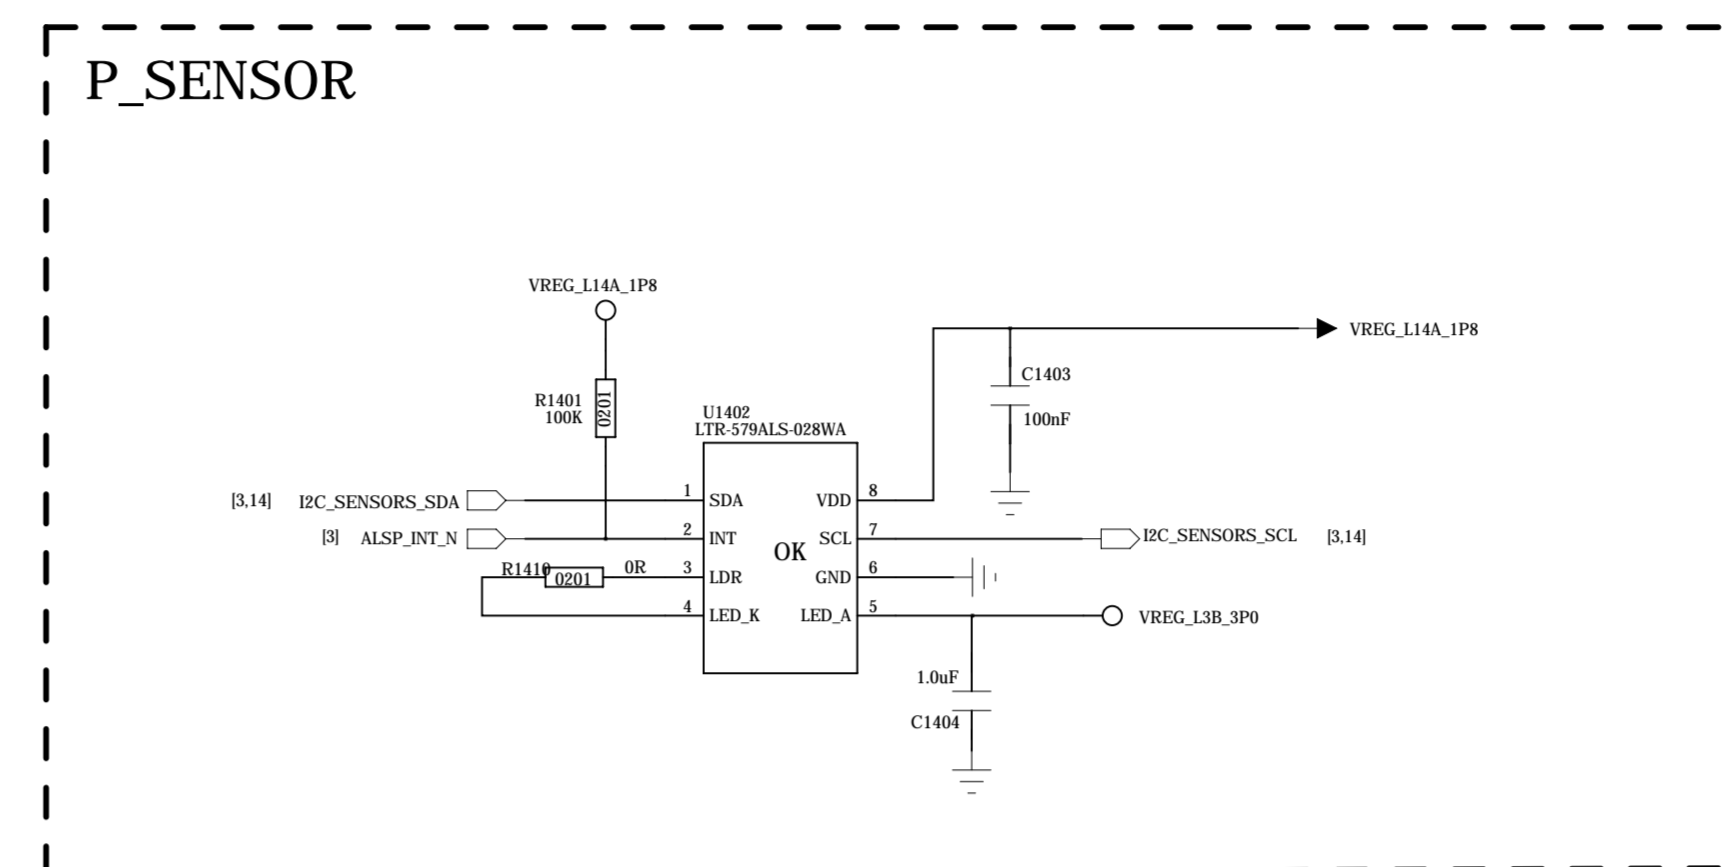 P_SENSOR
VREG_L14A_1P8
VREG_L14A_1P8
C1403
100nF
R1401
100K
0201
U1402
LTR-579ALS-028WA
[3,14] I2C_SENSORS_SDA 1 SDA VDD 8
[3] ALSP_INT_N 2 INT SCL 7 I2C_SENSORS_SCL [3,14]
OK
R1410 0201 0R 3 LDR GND 6
4 LED_K LED_A 5 VREG_L3B_3P0
1.0uF
C1404